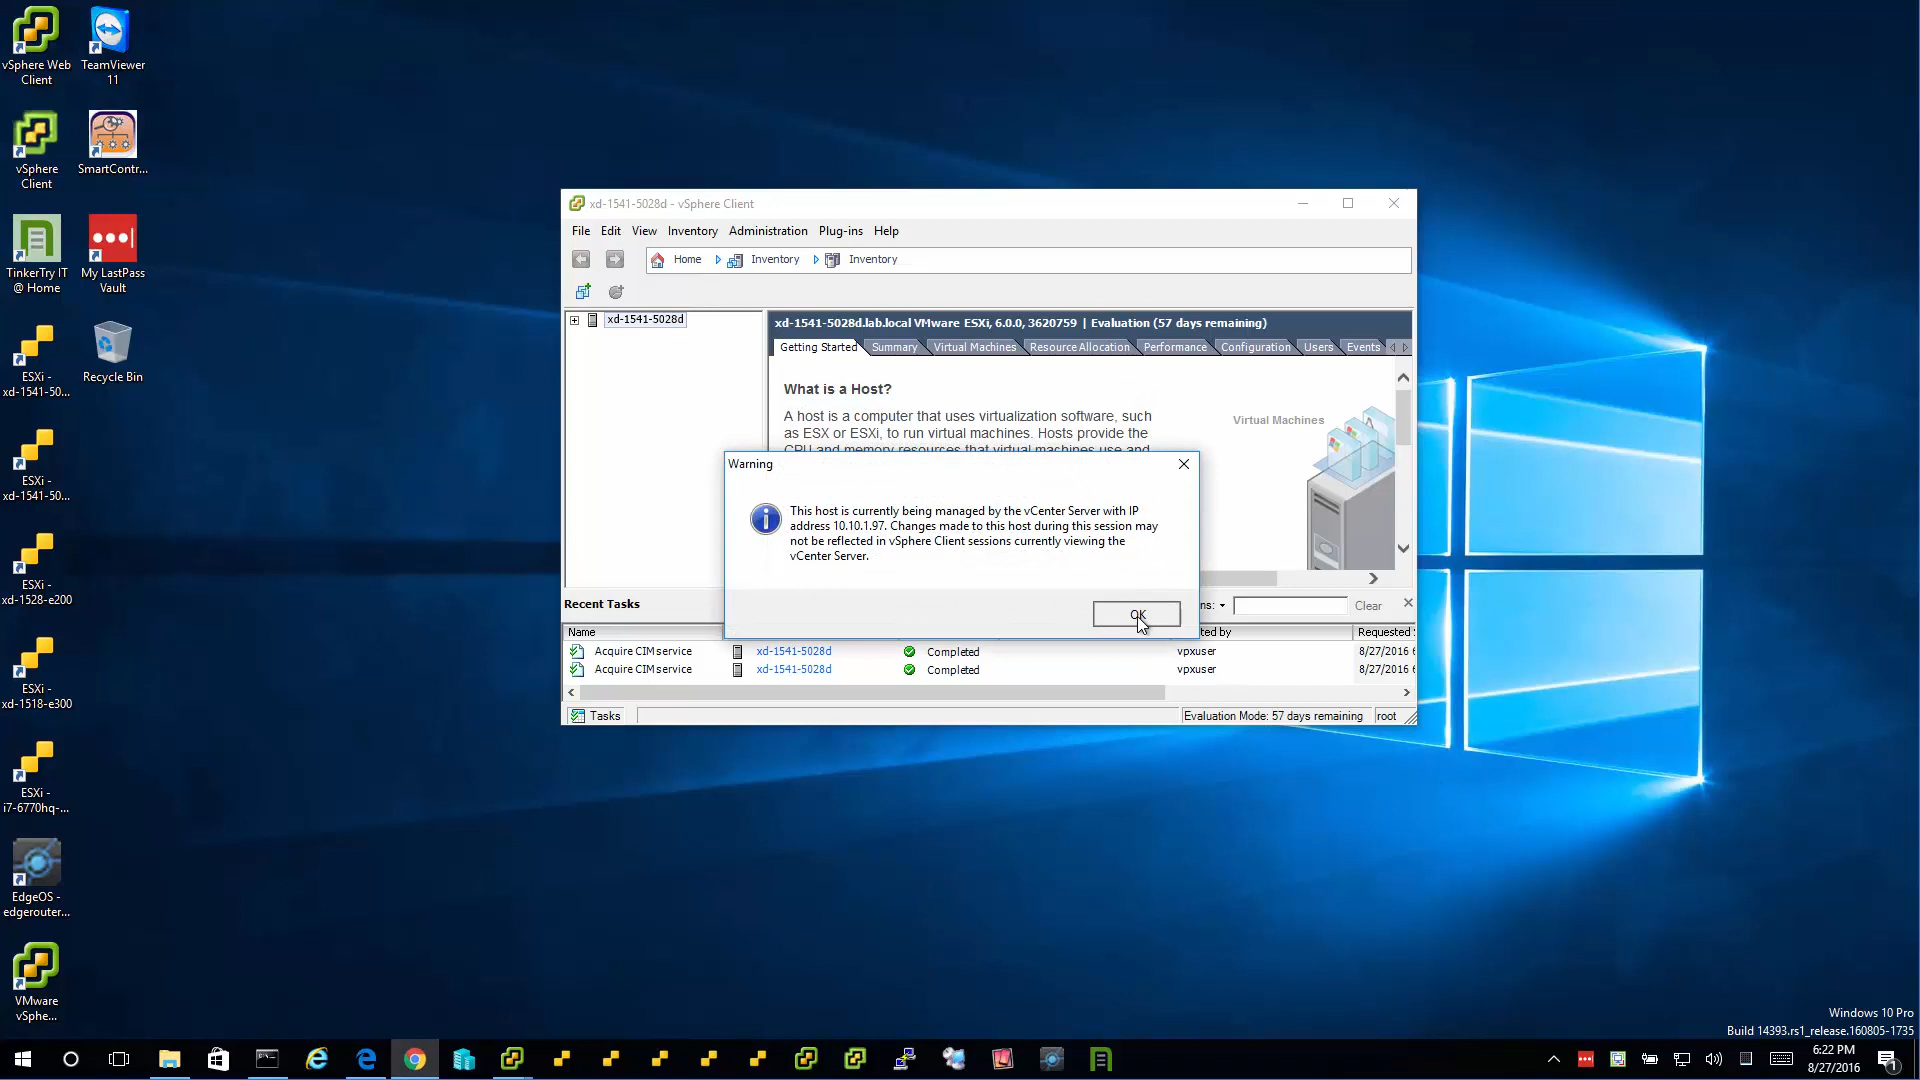 vSphere Web
Client
TeamViewer
11
vSphere
Client
SmartContr...
TinkerTry IT
@ Home
My LastPass
Vault
ESXi -
xd-1541-50...
Recycle Bin
ESXi -
xd-1541-50...
ESXi -
xd-1528-e200
ESXi -
xd-1518-e300
ESXi -
i7-6770hq-...
EdgeOS -
edgerouter...
VMware
vSphe...
xd-1541-5028d - vSphere Client
File Edit View Inventory Administration Plug-ins Help
Home Inventory Inventory
xd-1541-5028d
xd-1541-5028d.lab.local VMware ESXi, 6.0.0, 3620759 | Evaluation (57 days remaining)
Getting Started Summary Virtual Machines Resource Allocation Performance Configuration Users Events
What is a Host?
A host is a computer that uses virtualization software, such
as ESX or ESXi, to run virtual machines. Hosts provide the
CPU and memory resources that virtual machines use and
Virtual Machines
Warning
This host is currently being managed by the vCenter Server with IP
address 10.10.1.97. Changes made to this host during this session may
not be reflected in vSphere Client sessions currently viewing the
vCenter Server.
OK
Recent Tasks
ns:
Clear
Name
ted by
Requested
Acquire CIM service xd-1541-5028d Completed vpxuser 8/27/2016 6
Acquire CIM service xd-1541-5028d Completed vpxuser 8/27/2016 6
Tasks
Evaluation Mode: 57 days remaining
root
Windows 10 Pro
Build 14393.rs1_release.160805-1735
6:22 PM
8/27/2016
1